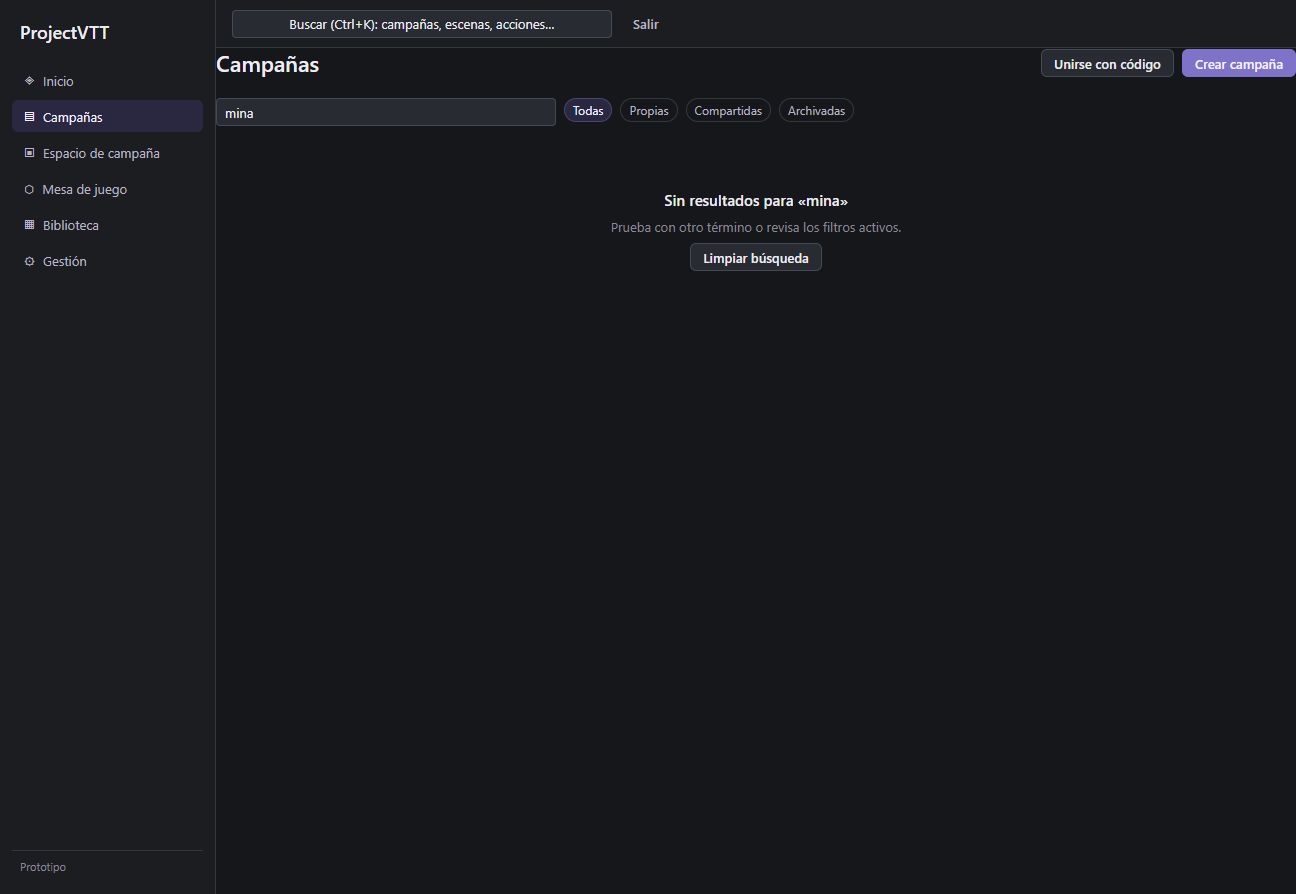 ProjectVTT
Inicio
Campañas
Espacio de campaña
Mesa de juego
Biblioteca
Gestión
Prototipo
Buscar (Ctrl+K): campañas, escenas, acciones...
Salir
Campañas
Unirse con código
Crear campaña
mina
Todas
Propias
Compartidas
Archivadas
Sin resultados para «mina»
Prueba con otro término o revisa los filtros activos.
Limpiar búsqueda